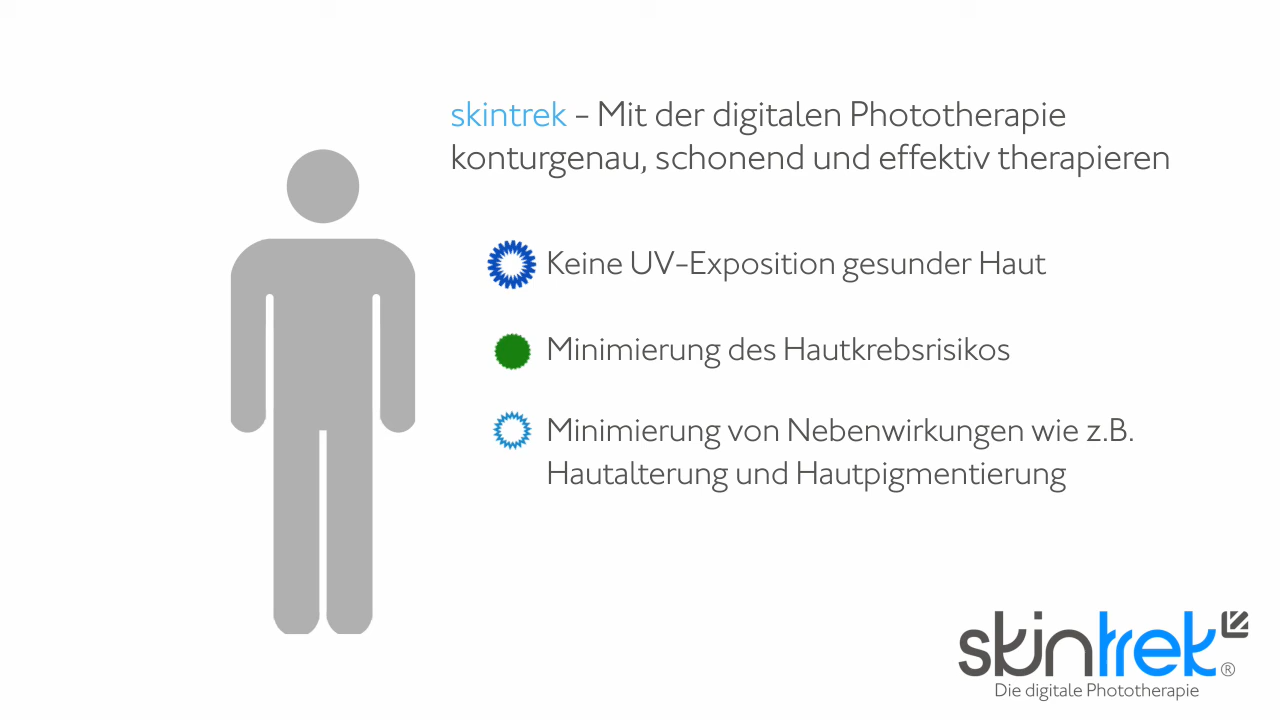 skintrek - Mit der digitalen Phototherapie
konturgenau, schonend und effektiv therapieren
Keine UV-Exposition gesunder Haut
Minimierung des Hautkrebsrisikos
Minimierung von Nebenwirkungen wie z.B.
Hautalterung und Hautpigmentierung
skintrek®
Die digitale Phototherapie